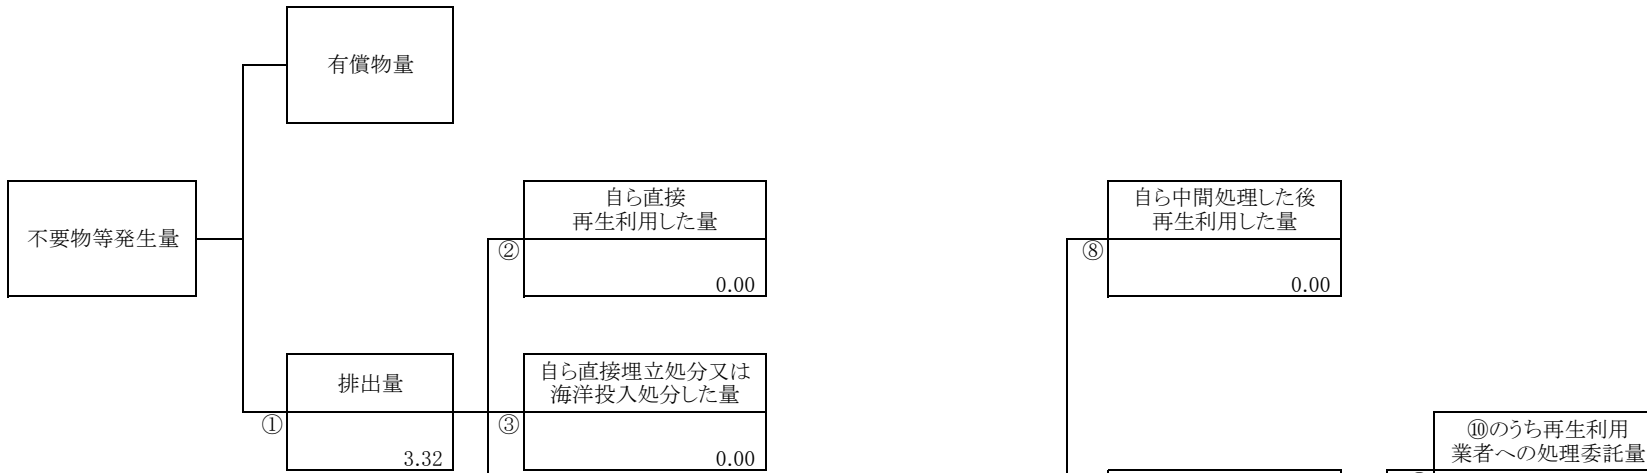 有償物量
不要物等発生量
自ら直接
再生利用した量
②
0.00
自ら中間処理した後
再生利用した量
⑧
0.00
排出量
①
3.32
自ら直接埋立処分又は
海洋投入処分した量
③
0.00
⑩のうち再生利用
業者への処理委託量